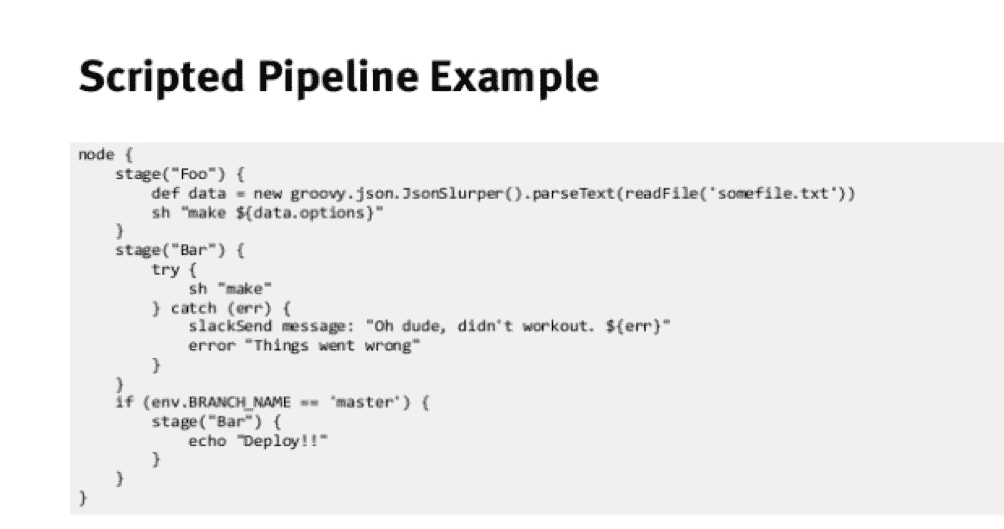 Scripted Pipeline Example
node {
    stage("Foo") {
        def data = new groovy.json.JsonSlurper().parseText(readFile('somefile.txt'))
        sh "make ${data.options}"
    }
    stage("Bar") {
        try {
            sh "make"
        } catch (err) {
            slackSend message: "Oh dude, didn't workout. ${err}"
            error "Things went wrong"
        }
    }
    if (env.BRANCH_NAME == 'master') {
        stage("Bar") {
            echo "Deploy!!"
        }
    }
}